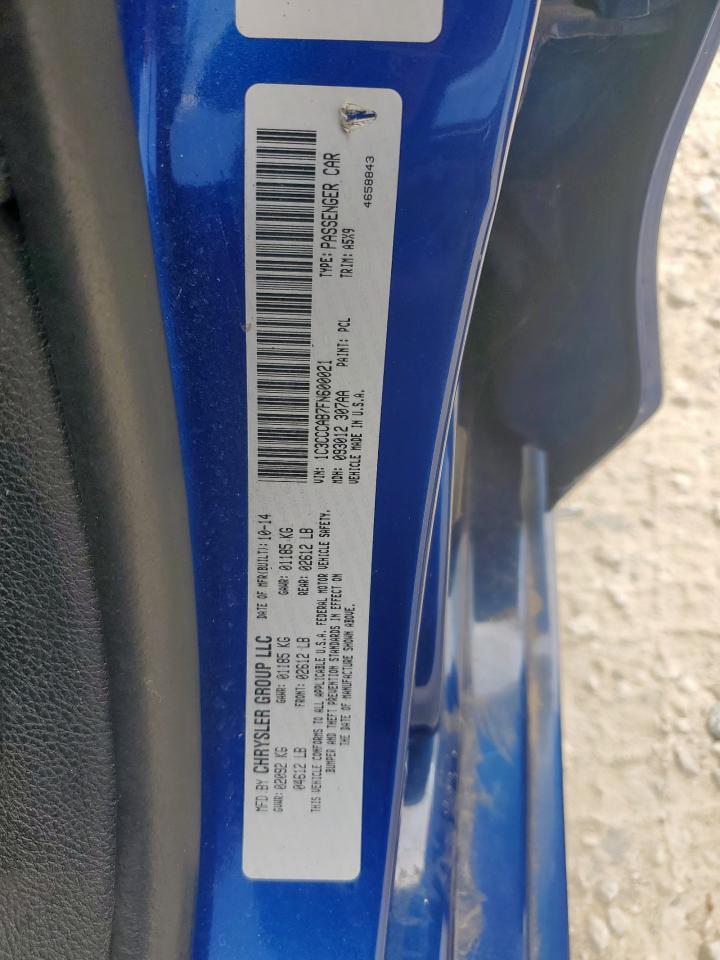 MFD BY CHRYSLER GROUP LLC DATE OF MFR(BUILT): 10-14
GVWR: 02092 KG GAWR: 01185 KG GAWR: 01185 KG
04612 LB FRONT: 02612 LB REAR: 02612 LB
THIS VEHICLE CONFORMS TO ALL APPLICABLE U.S.A. FEDERAL MOTOR VEHICLE SAFETY,
BUMPER AND THEFT PREVENTION STANDARDS IN EFFECT ON
THE DATE OF MANUFACTURE SHOWN ABOVE.
VIN: 1C3CCCAB7FN600021 TYPE: PASSENGER CAR
MDH: 093012 307AA PAINT: PCL TRIM: A5X9
VEHICLE MADE IN U.S.A.
4658843